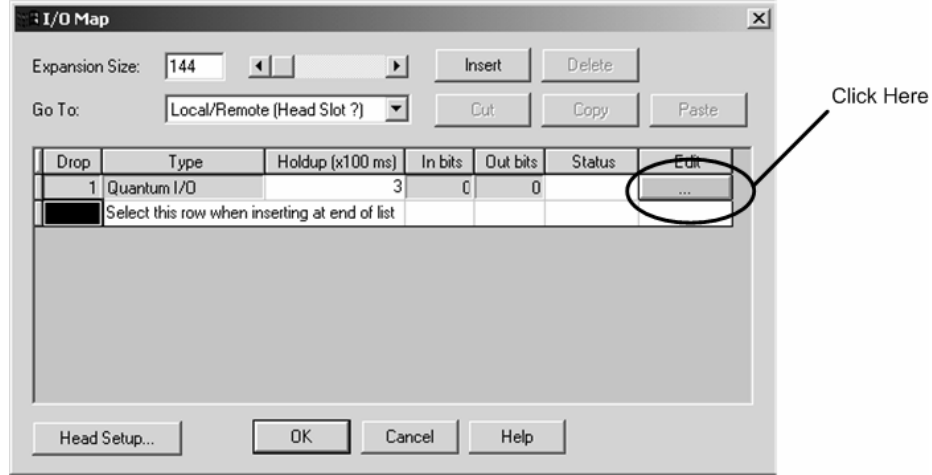 I/O Map
Expansion Size: 144 Insert Delete
Click Here
Go To: Local/Remote (Head Slot ?) Cut Copy Paste
Drop Type Holdup (x100 ms) In bits Out bits Status Edit
1 Quantum I/O 3 0 0 ...
Select this row when inserting at end of list
Head Setup... OK Cancel Help